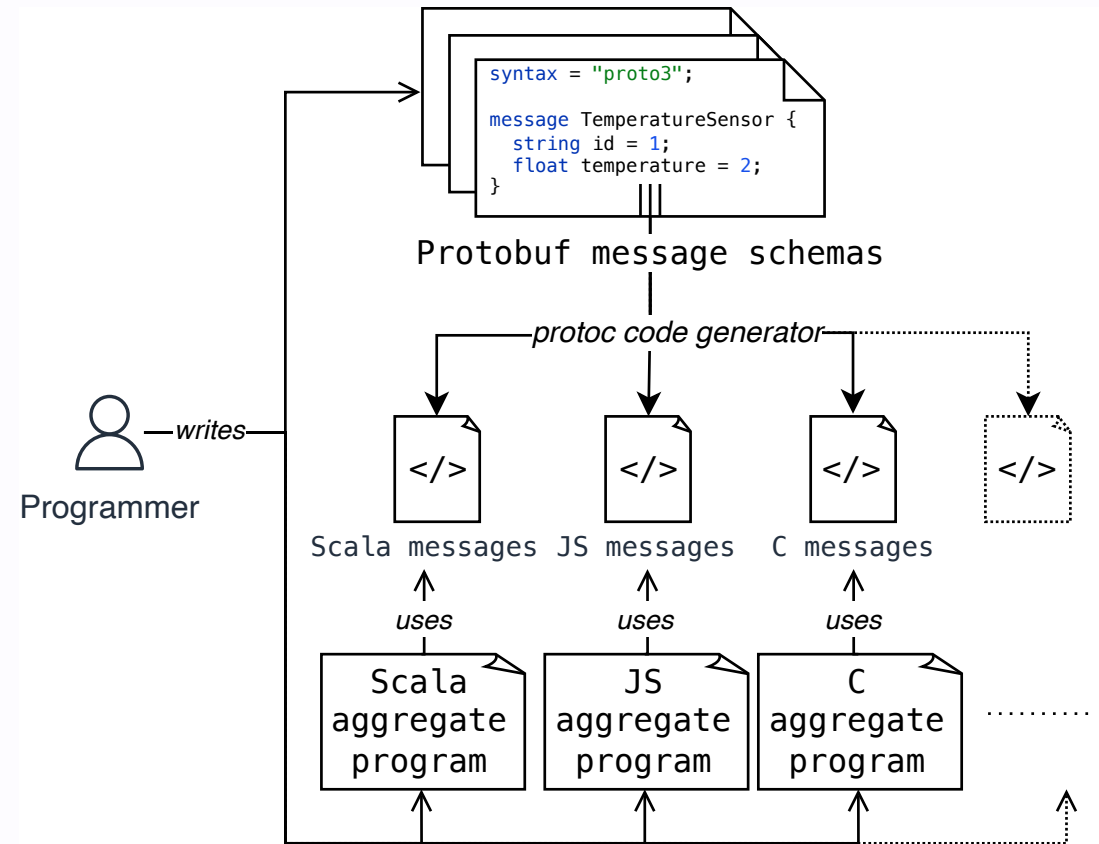 syntax = "proto3";
message TemperatureSensor {
string id = 1;
float temperature = 2;
}
Protobuf message schemas
protoc code generator
writes
Programmer
</>
</>
</>
</>
Scala messages
JS messages
C messages
uses
uses
uses
Scala
aggregate
program
JS
aggregate
program
C
aggregate
program
..........